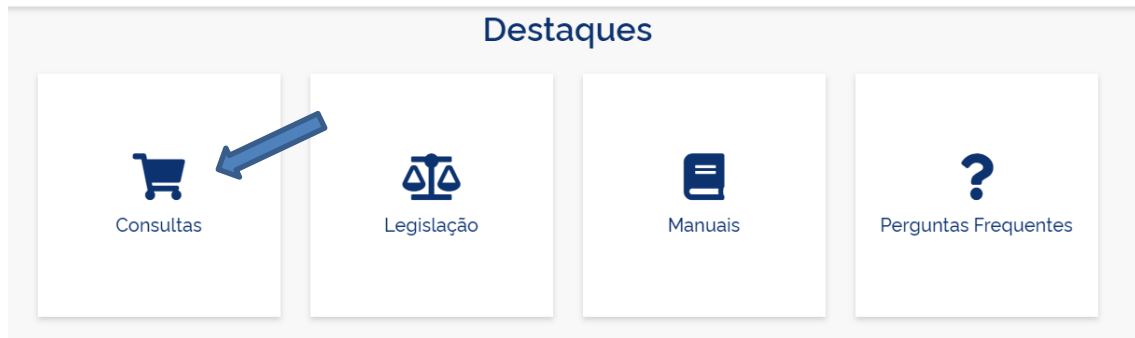 Destaques
Consultas
Legislação
Manuais
Perguntas Frequentes